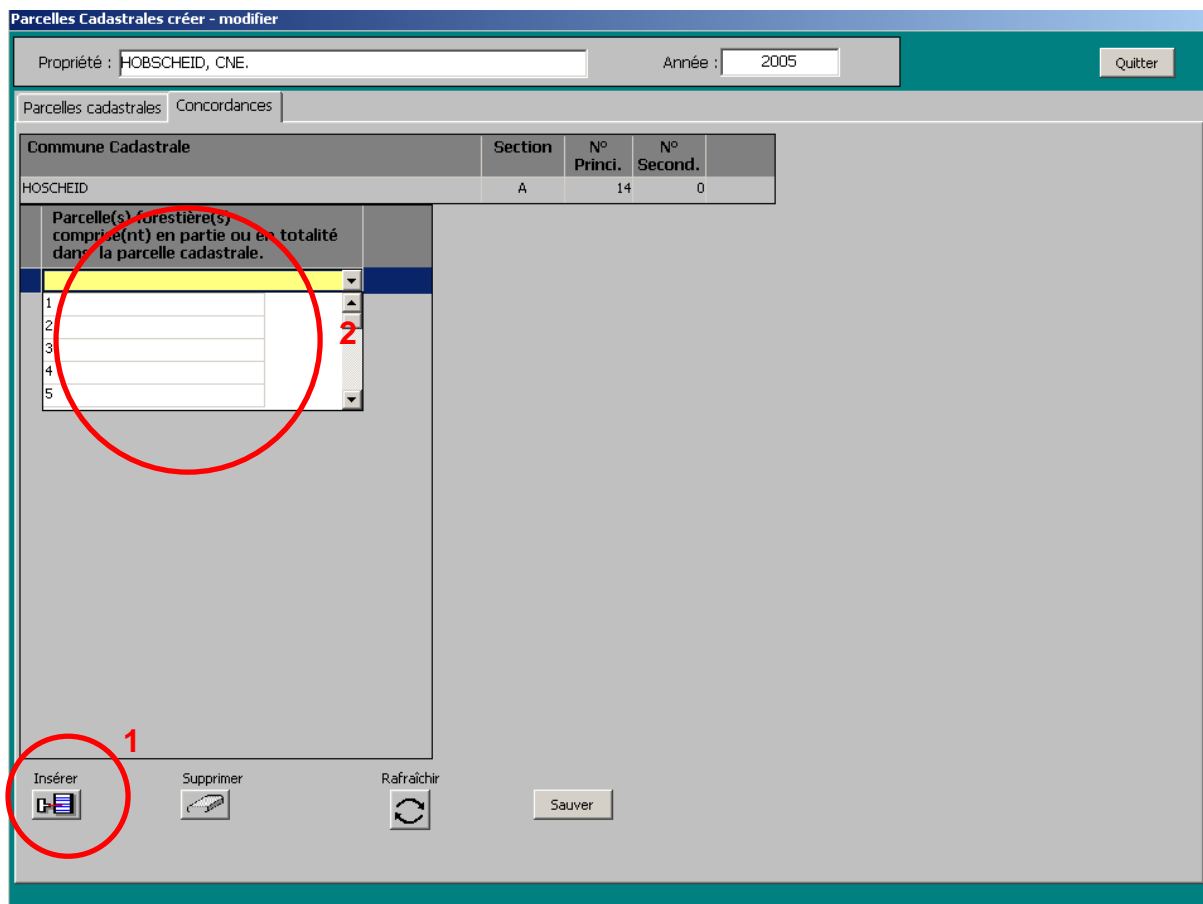 Parcelles Cadastrales créer - modifier
Propriété : HOBSCHEID, CNE. Année : 2005 Quitter
Parcelles cadastrales Concordances
Commune Cadastrale Section N° Princi. N° Second.
HOSCHEID A 14 0
Parcelle(s) forestière(s)
comprise(nt) en partie ou en totalité
dans la parcelle cadastrale.
1
2
2
3
4
5
1
Insérer Supprimer Rafraîchir
Sauver